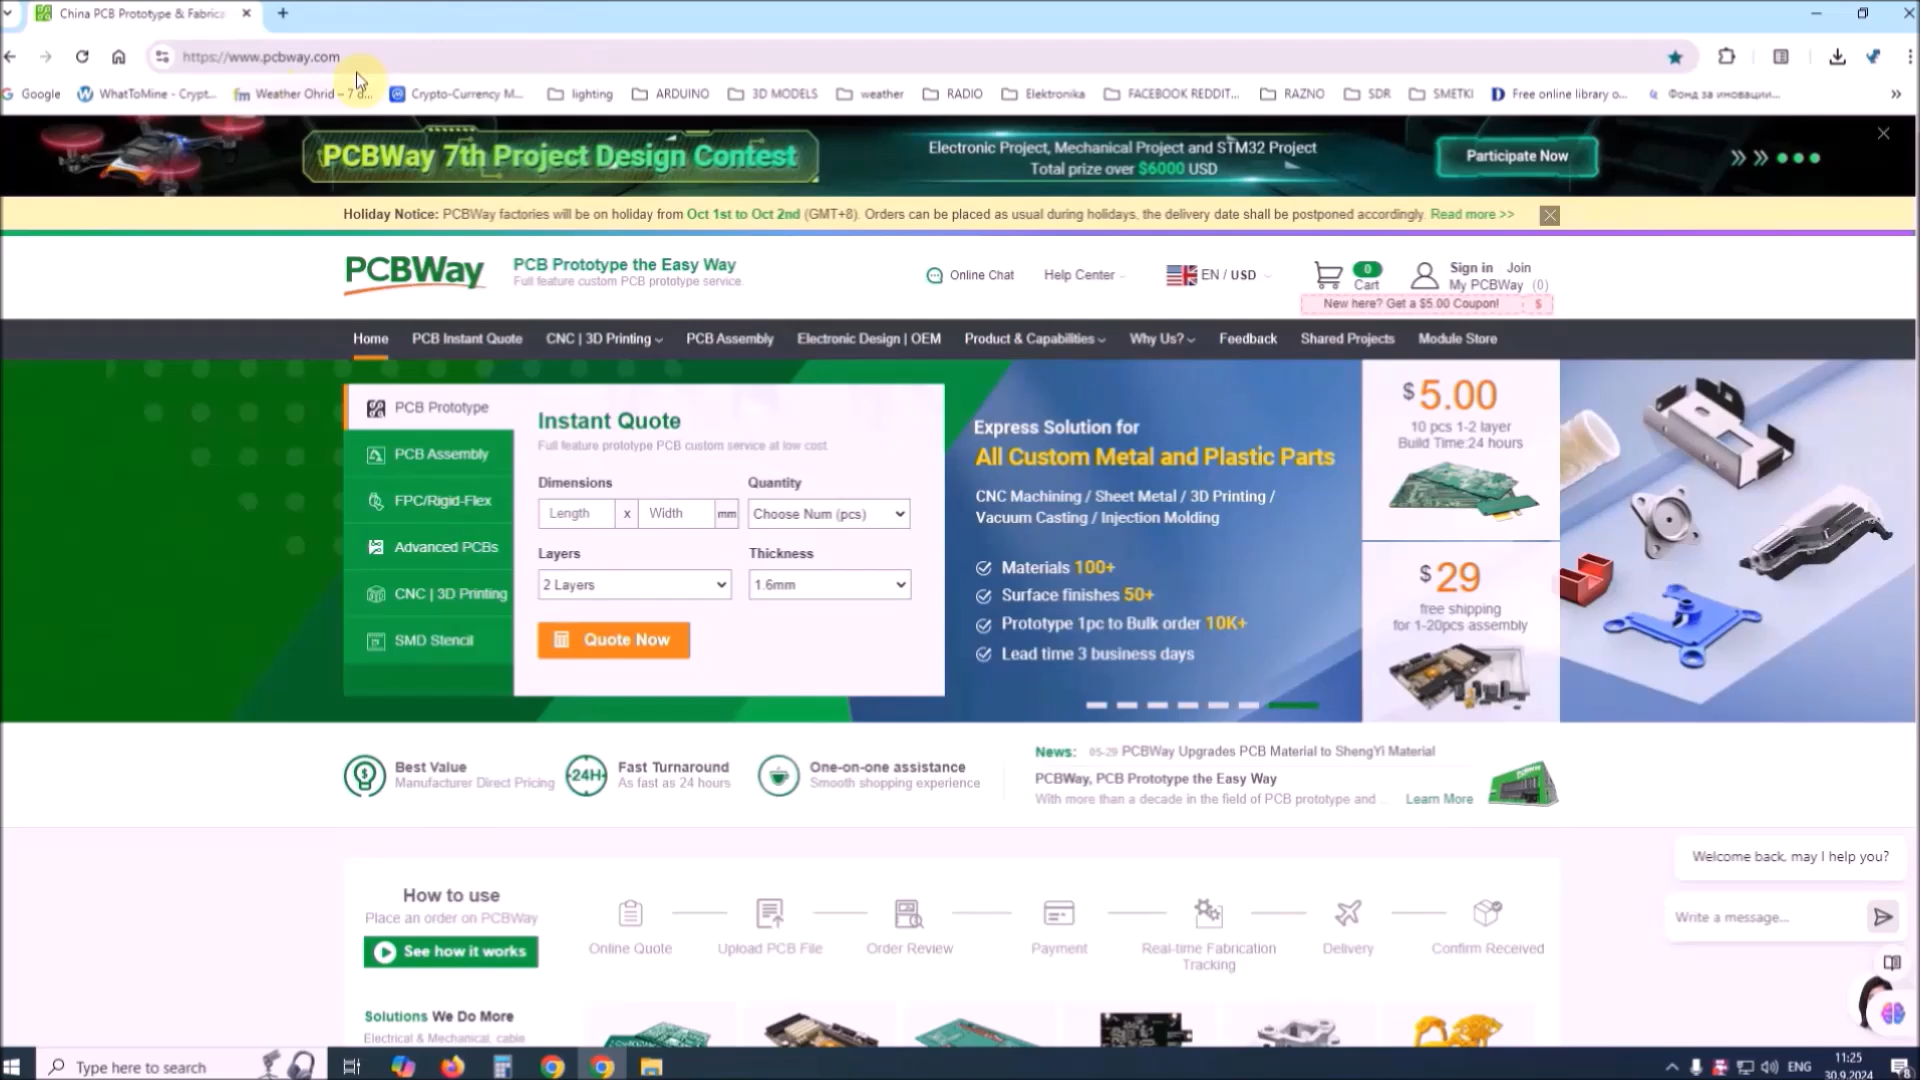 China PCB Prototype & Fabrica
https://www.pcbway.com
Google
WhatToMine - Crypt...
Weather Ohrid – 7 d...
Crypto-Currency M...
lighting
ARDUINO
3D MODELS
weather
RADIO
Elektronika
FACEBOOK REDDIT...
RAZNO
SDR
SMETKI
Free online library o...
Фонд за иновации...
PCBWay 7th Project Design Contest
Electronic Project, Mechanical Project and STM32 Project
Total prize over $6000 USD
Participate Now
Holiday Notice: PCBWay factories will be on holiday from Oct 1st to Oct 2nd (GMT+8). Orders can be placed as usual during holidays, the delivery date shall be postponed accordingly. Read more >>
PCBWay
PCB Prototype the Easy Way
Full feature custom PCB prototype service.
Online Chat
Help Center
EN / USD
0
Cart
Sign in Join
My PCBWay (0)
New here? Get a $5.00 Coupon! $
Home
PCB Instant Quote
CNC | 3D Printing
PCB Assembly
Electronic Design | OEM
Product & Capabilities
Why Us?
Feedback
Shared Projects
Module Store
PCB Prototype
PCB Assembly
FPC/Rigid-Flex
Advanced PCBs
CNC | 3D Printing
SMD Stencil
Instant Quote
Full feature prototype PCB custom service at low cost.
Dimensions
Quantity
Length x Width mm
Choose Num (pcs)
Layers
Thickness
2 Layers
1.6mm
Quote Now
Express Solution for
All Custom Metal and Plastic Parts
CNC Machining / Sheet Metal / 3D Printing /
Vacuum Casting / Injection Molding
Materials 100+
Surface finishes 50+
Prototype 1pc to Bulk order 10K+
Lead time 3 business days
$ 5.00
10 pcs 1-2 layer
Build Time:24 hours
$ 29
free shipping
for 1-20pcs assembly
Best Value
Manufacturer Direct Pricing
24H
Fast Turnaround
As fast as 24 hours
One-on-one assistance
Smooth shopping experience
News: 05-29 PCBWay Upgrades PCB Material to ShengYi Material
PCBWay, PCB Prototype the Easy Way
With more than a decade in the field of PCB prototype and ...
Learn More
Welcome back, may I help you?
Write a message...
How to use
Place an order on PCBWay
See how it works
Online Quote
Upload PCB File
Order Review
Payment
Real-time Fabrication
Tracking
Delivery
Confirm Received
Solutions We Do More
Electrical & Mechanical, cable
Type here to search
ENG
11:25
30.9.2024